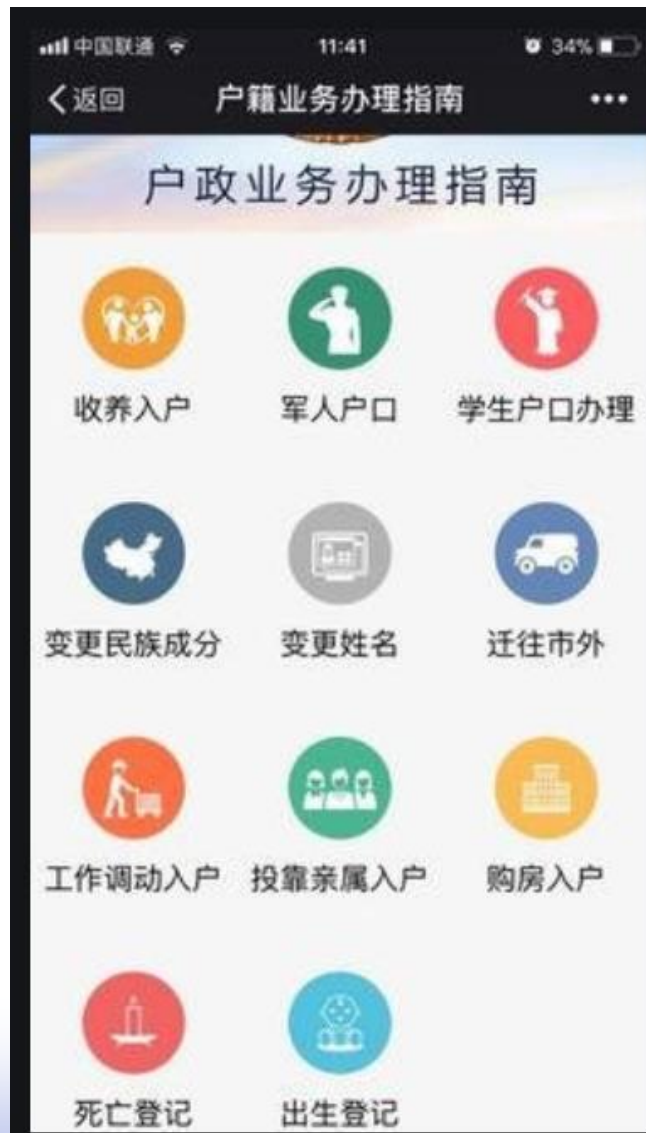 中国联通 11:41 34%
返回 户籍业务办理指南
户政业务办理指南
收养入户 军人户口 学生户口办理
变更民族成分 变更姓名 迁往市外
工作调动入户 投靠亲属入户 购房入户
死亡登记 出生登记